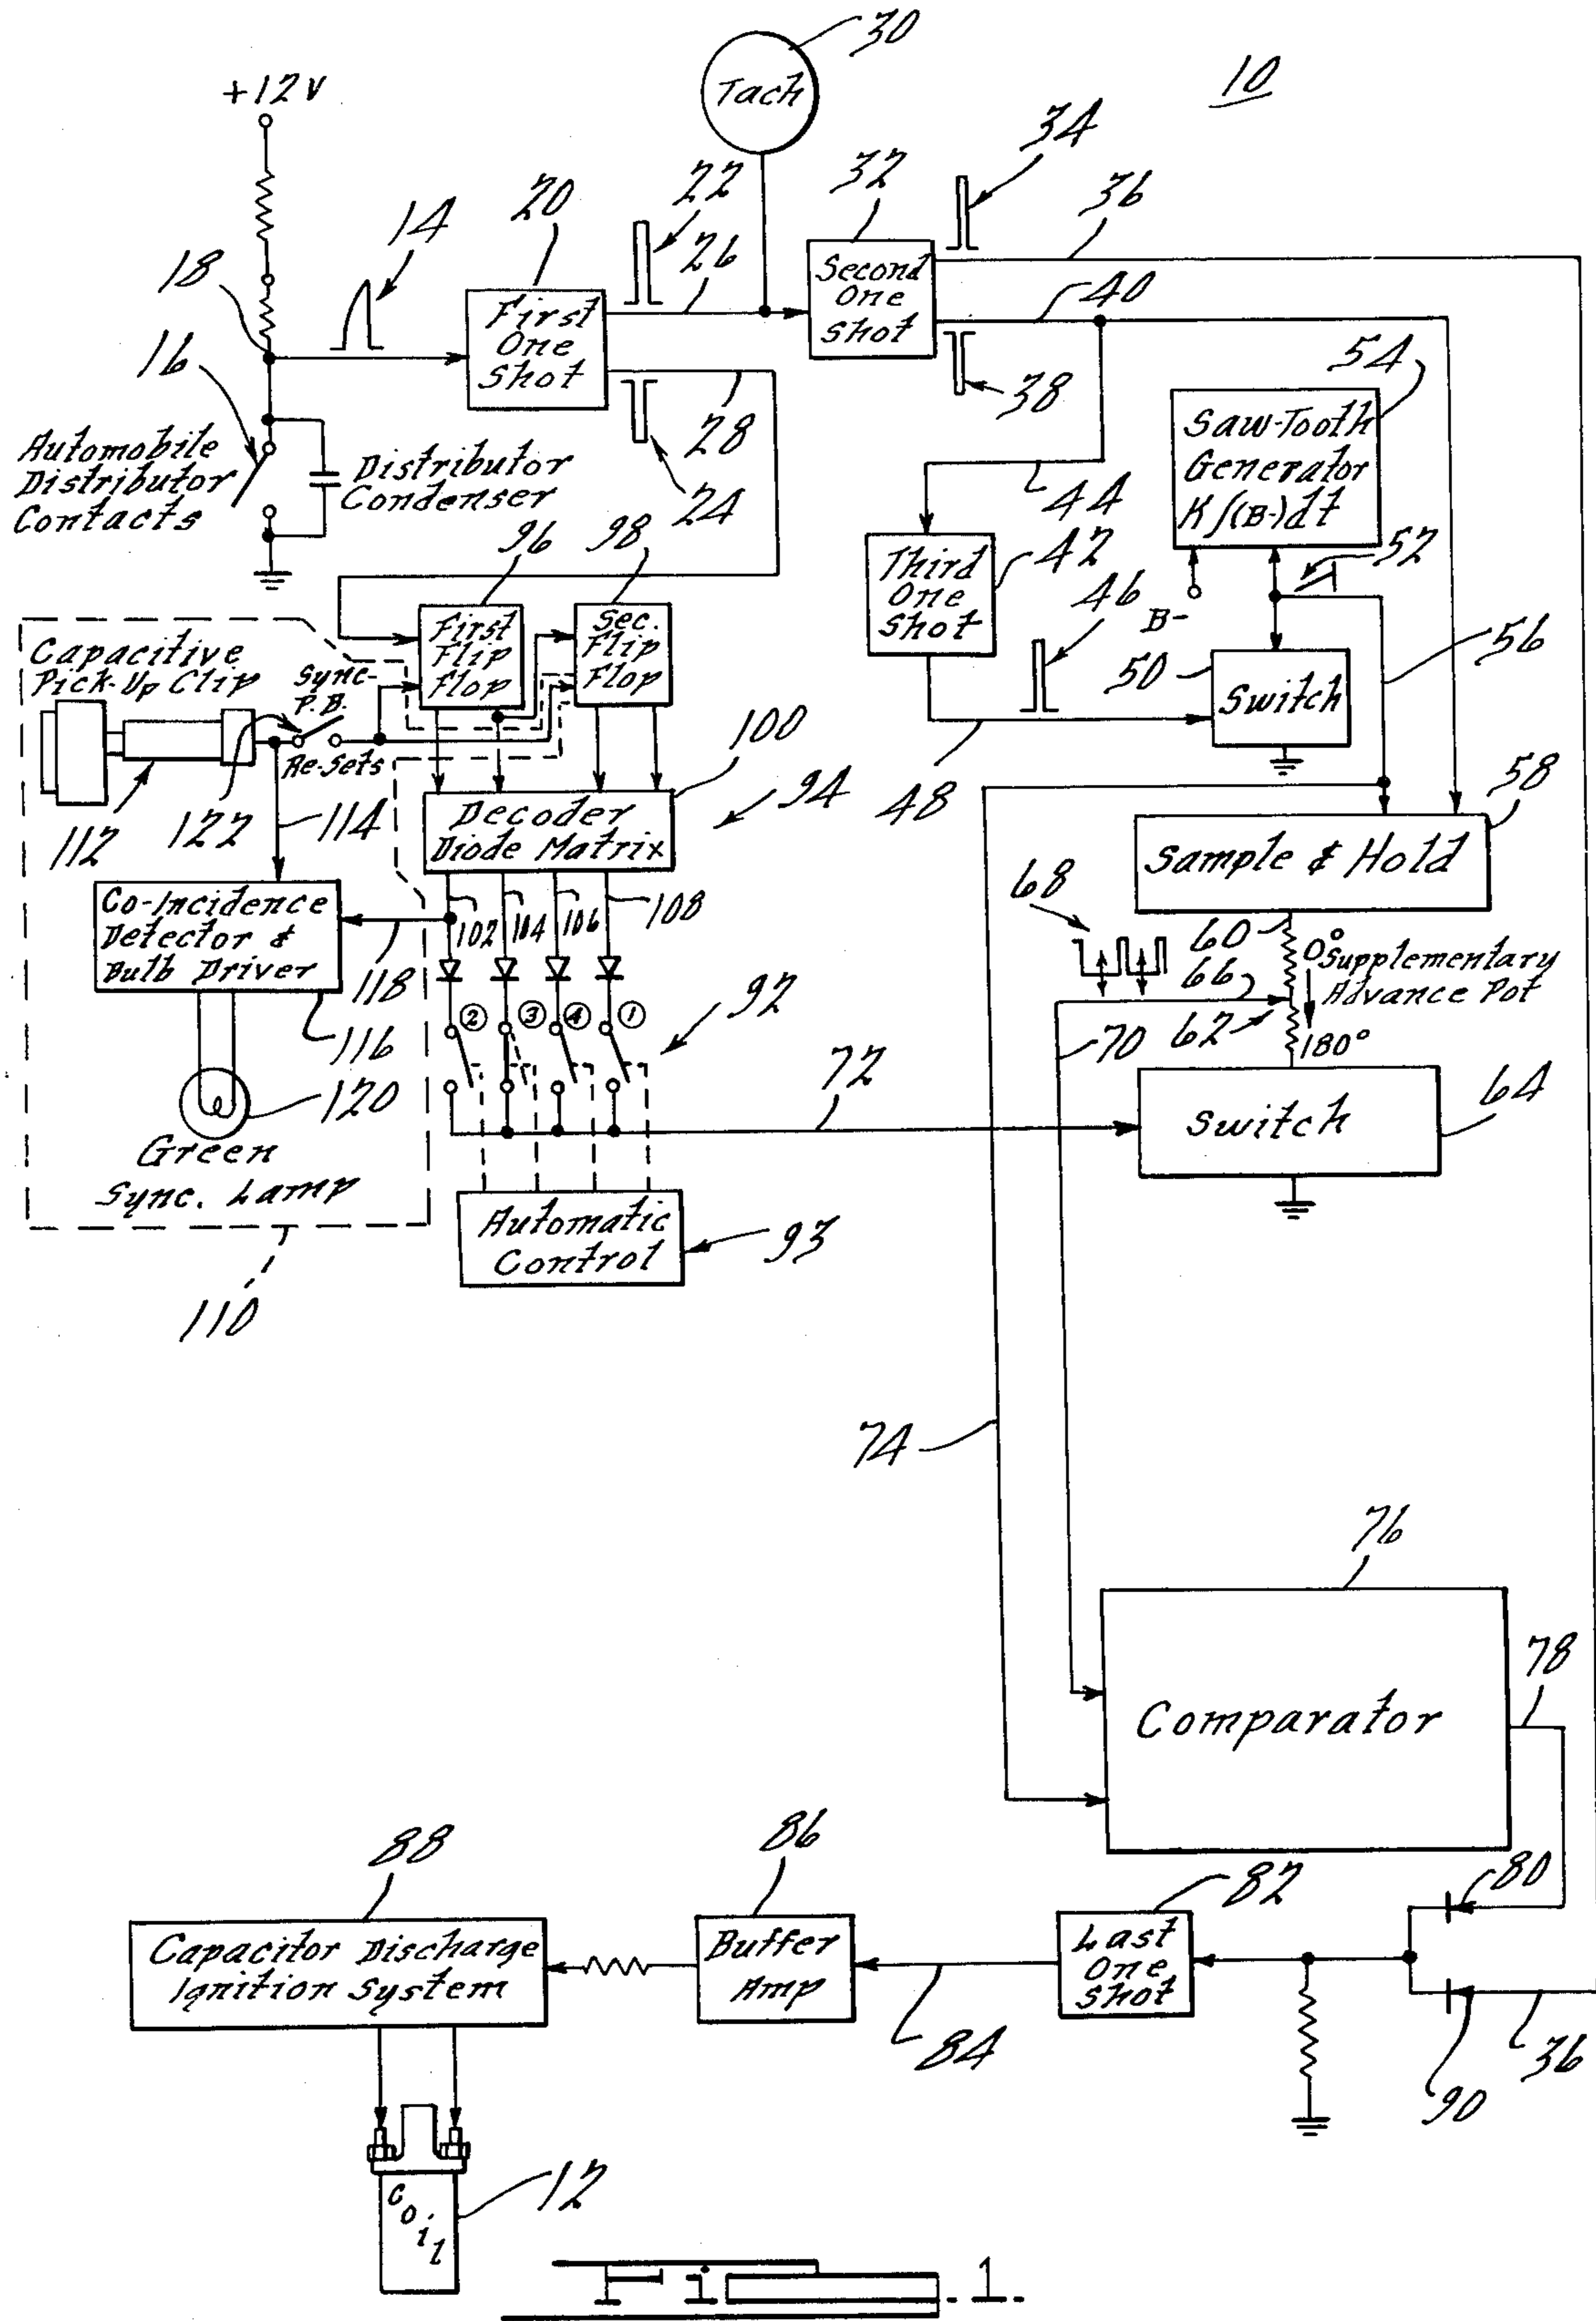 30
Tach
10
+12V
34
32
22
36
20
14
26
18
Second
One
Shot
40
First
One
Shot
16
54
38
28
Saw-Tooth
Generator
K∫(B-)dt
Automobile
Distributor
Contacts
Distributor
Condenser
24
44
96
98
42
52
Third
One
Shot
46
B-
First
Flip
Flop
Sec.
Flip
Flop
56
Capacitive
Pick-Up Clip
Sync-
P.B.
50
Switch
Re-Sets
100
94
48
58
112
122
114
Decoder
Diode Matrix
Sample & Hold
68
Co-Incidence
Detector &
Bulb Driver
102
104
106
108
60
0°
Supplementary
Advance Pot
118
66
62
② ③ ④ ①
92
116
70
180°
72
64
120
Switch
Green
Sync. Lamp
Automatic
Control
93
110
74
76
78
Comparator
88
86
82
80
Capacitor Discharge
Ignition System
Buffer
Amp
Last
One
Shot
84
36
90
12
Coil
Fig-1-